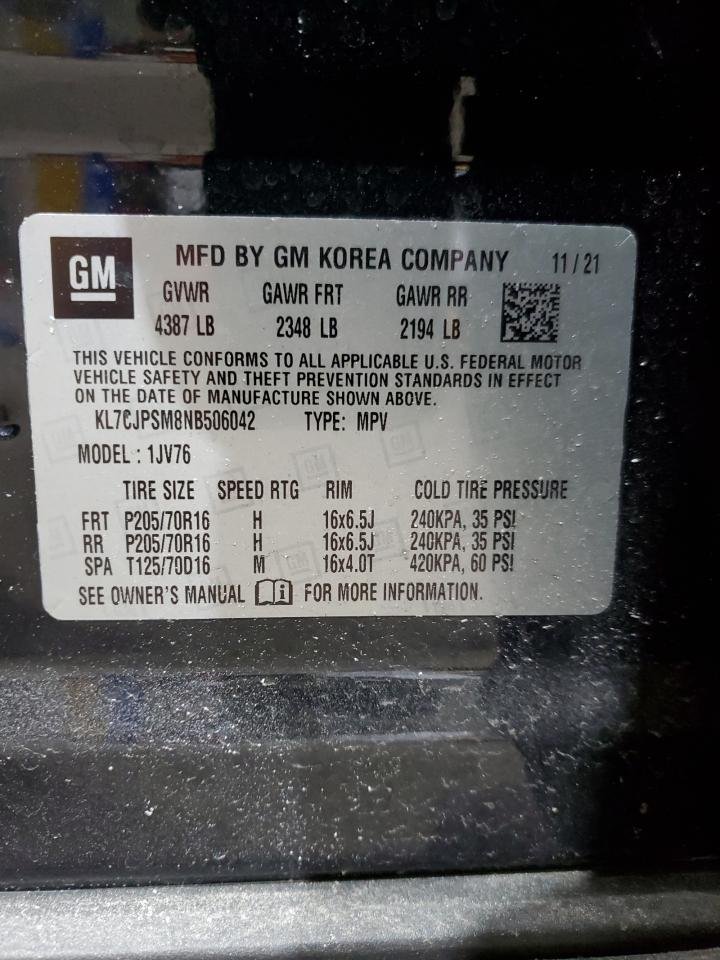 GM
MFD BY GM KOREA COMPANY 11/21
GVWR GAWR FRT GAWR RR
4387 LB 2348 LB 2194 LB
THIS VEHICLE CONFORMS TO ALL APPLICABLE U.S. FEDERAL MOTOR
VEHICLE SAFETY AND THEFT PREVENTION STANDARDS IN EFFECT
ON THE DATE OF MANUFACTURE SHOWN ABOVE.
KL7CJPSM8NB506042 TYPE: MPV
MODEL : 1JV76
TIRE SIZE SPEED RTG RIM COLD TIRE PRESSURE
FRT P205/70R16 H 16x6.5J 240KPA, 35 PSI
RR P205/70R16 H 16x6.5J 240KPA, 35 PSI
SPA T125/70D16 M 16x4.0T 420KPA, 60 PSI
SEE OWNER'S MANUAL FOR MORE INFORMATION.